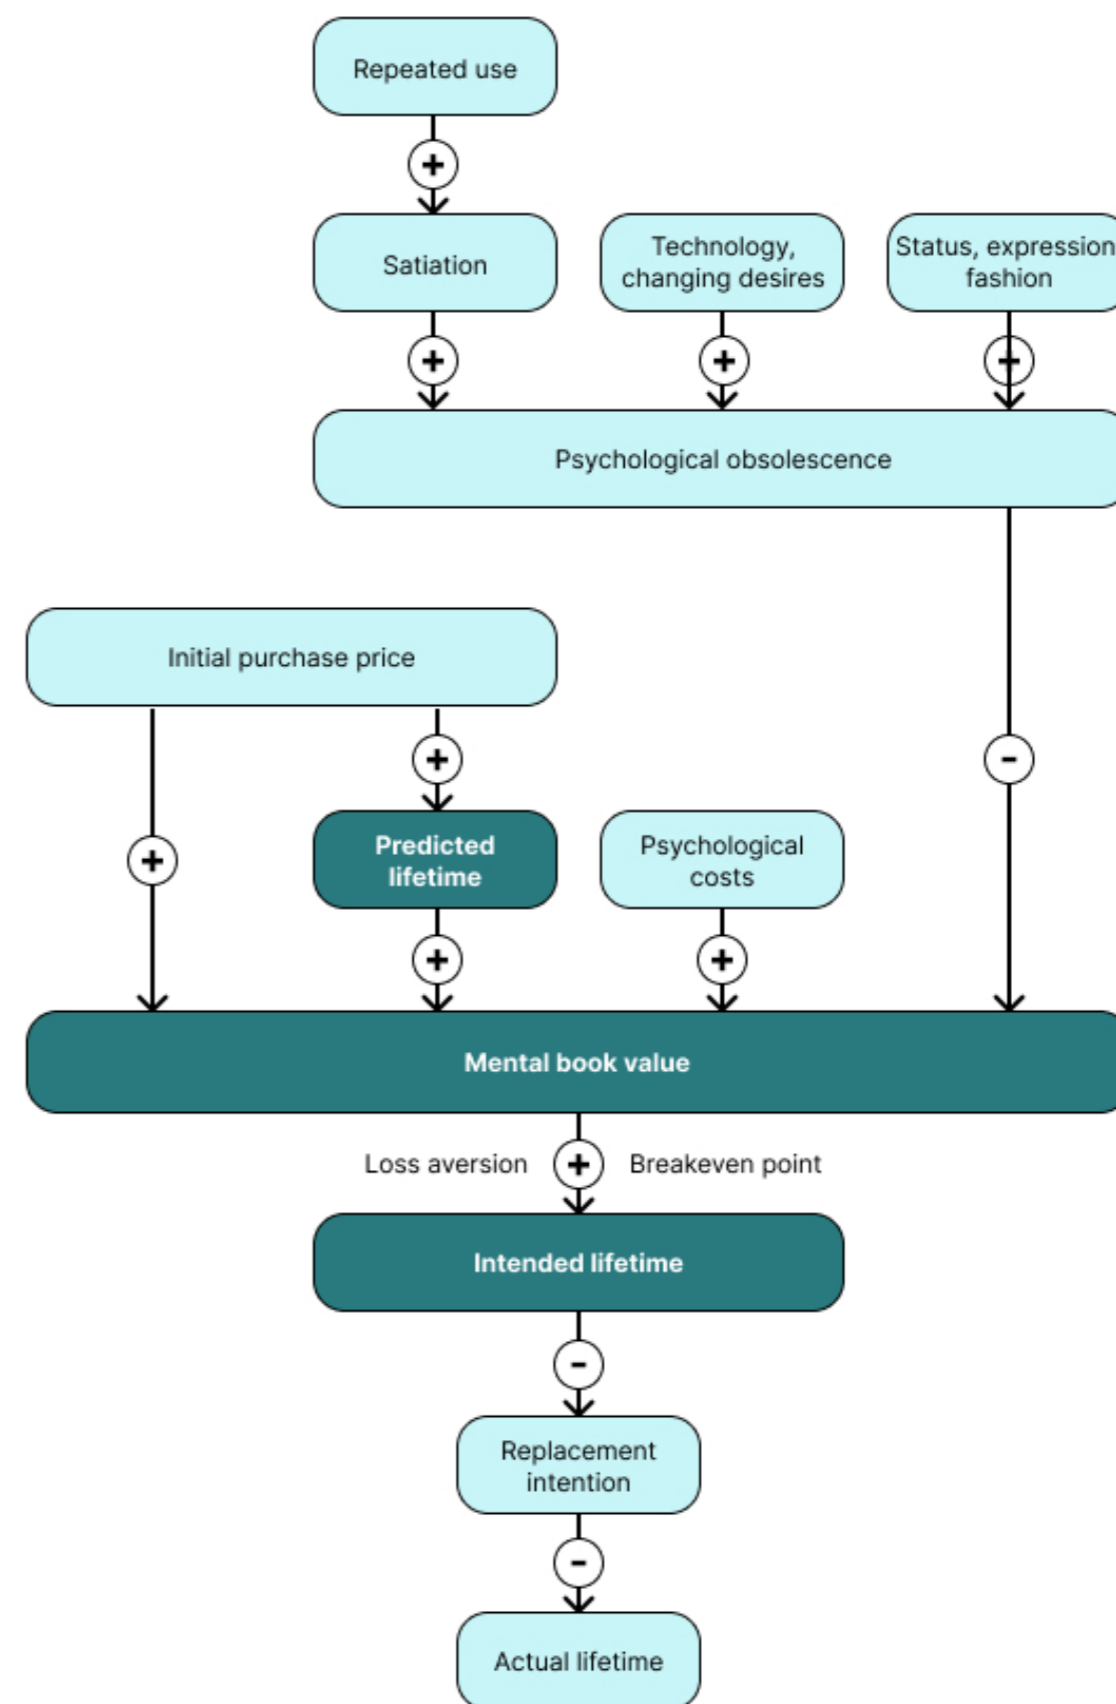 Repeated use
+
Satiation
Technology,
changing desires
Status, expression
fashion
+
+
+
Psychological obsolescence
Initial purchase price
+
-
Predicted
lifetime
Psychological
costs
+
+
+
Mental book value
Loss aversion
+
Breakeven point
Intended lifetime
-
Replacement
intention
-
Actual lifetime